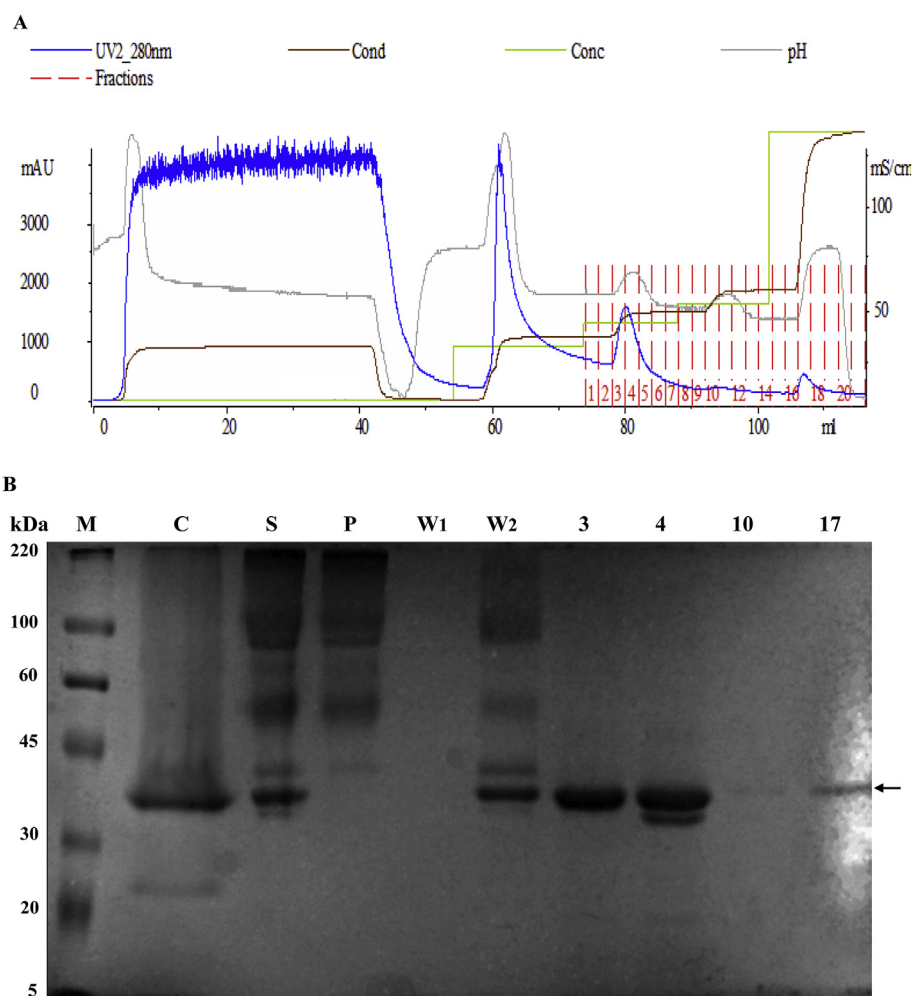 A
UV2_280nm Cond Conc pH
Fractions
mAU mS/cm
3000 100
2000
1000 50
0
1 2 3 4 5 6 7 8 9 10 12 14 16 18 20
0 20 40 60 80 100 ml
B
kDa M C S P W1 W2 3 4 10 17
220
100
60
45
30
20
5